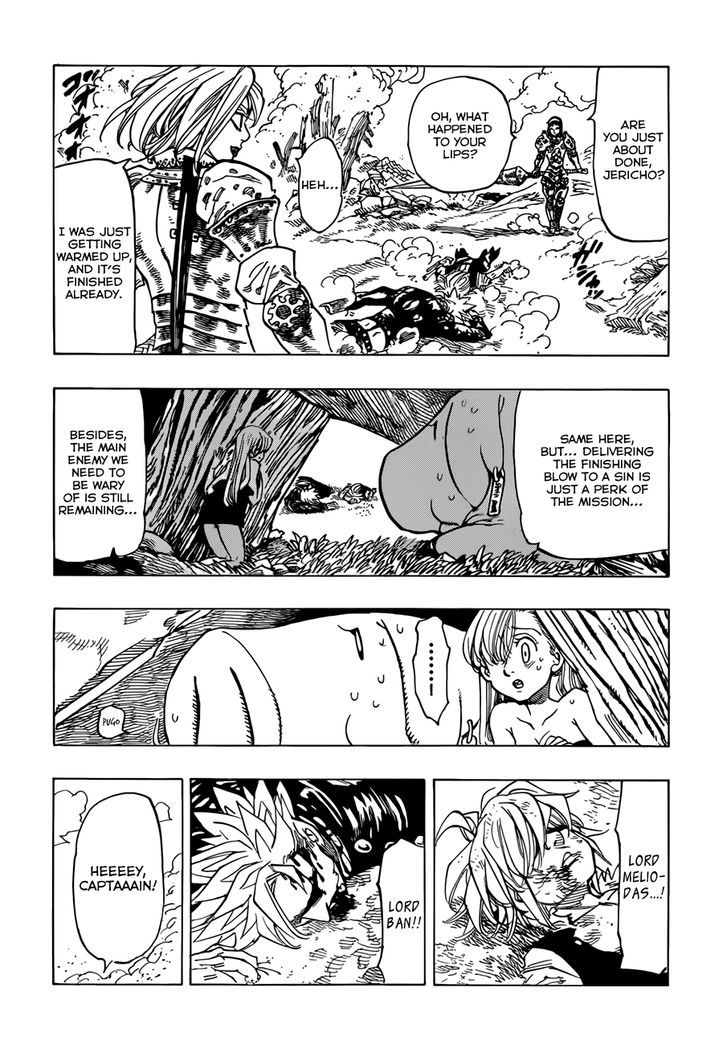 ARE
YOU JUST
ABOUT
DONE,
JERICHO?
OH, WHAT
HAPPENED
TO YOUR
LIPS?
HEH...
I WAS JUST
GETTING
WARMED UP,
AND IT'S
FINISHED
ALREADY.
SAME HERE,
BUT... DELIVERING
THE FINISHING
BLOW TO A SIN IS
JUST A PERK OF
THE MISSION...
BESIDES,
THE MAIN
ENEMY WE
NEED TO
BE WARY
OF IS STILL
REMAINING...
......
PUGO
LORD
MELIO-
DAS...!
LORD
BAN!!
HEEEEY,
CAPTAAAIN!